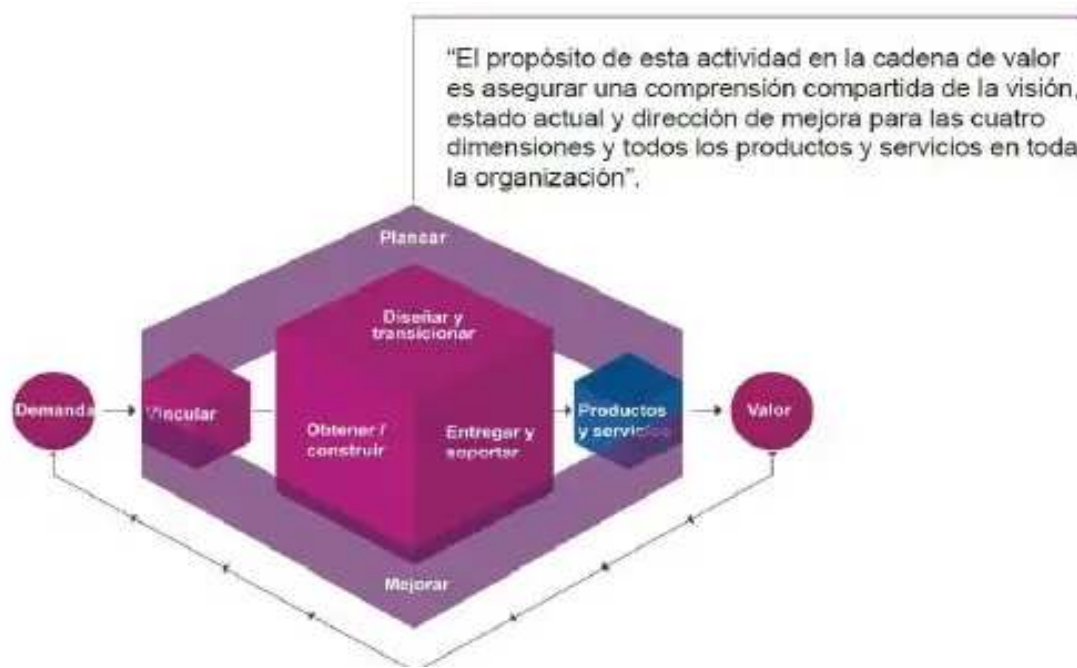 “El propósito de esta actividad en la cadena de valor
es asegurar una comprensión compartida de la visión,
estado actual y dirección de mejora para las cuatro
dimensiones y todos los productos y servicios en toda
la organización”.
Planear
Diseñar y
transicionar
Demanda
Vincular
Obtener /
construir
Entregar y
soportar
Productos
y servicios
Valor
Mejorar